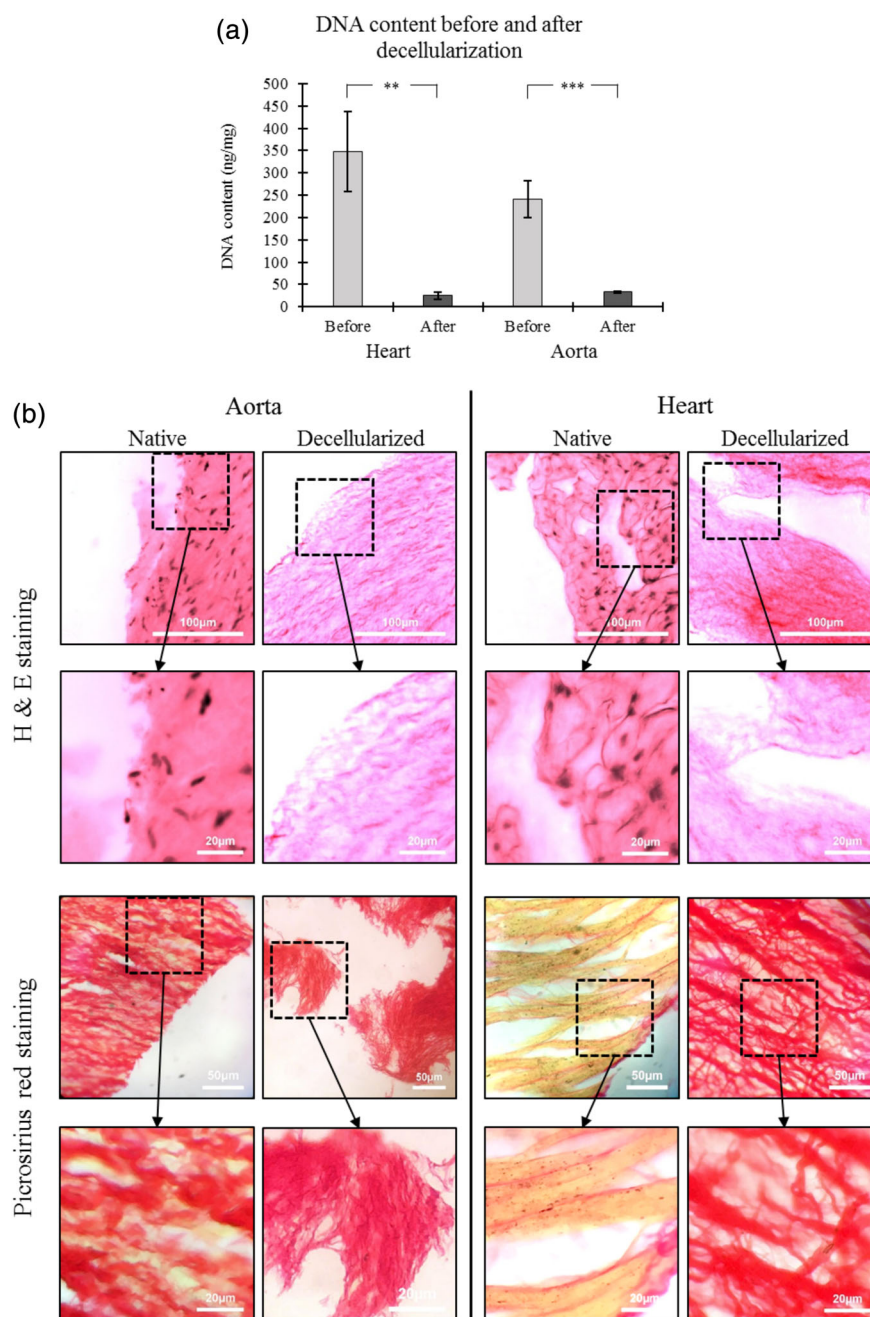 (a)
DNA content before and after
decellularization
DNA content (ng/mg)
500
450
400
350
300
250
200
150
100
50
0
** ***
Before After Before After
Heart Aorta
(b)
Aorta Heart
Native Decellularized Native Decellularized
H & E staining
100µm 100µm 100µm 100µm
20µm 20µm 20µm 20µm
Picrosirius red staining
50µm 50µm 50µm 50µm
20µm 20µm 20µm 20µm